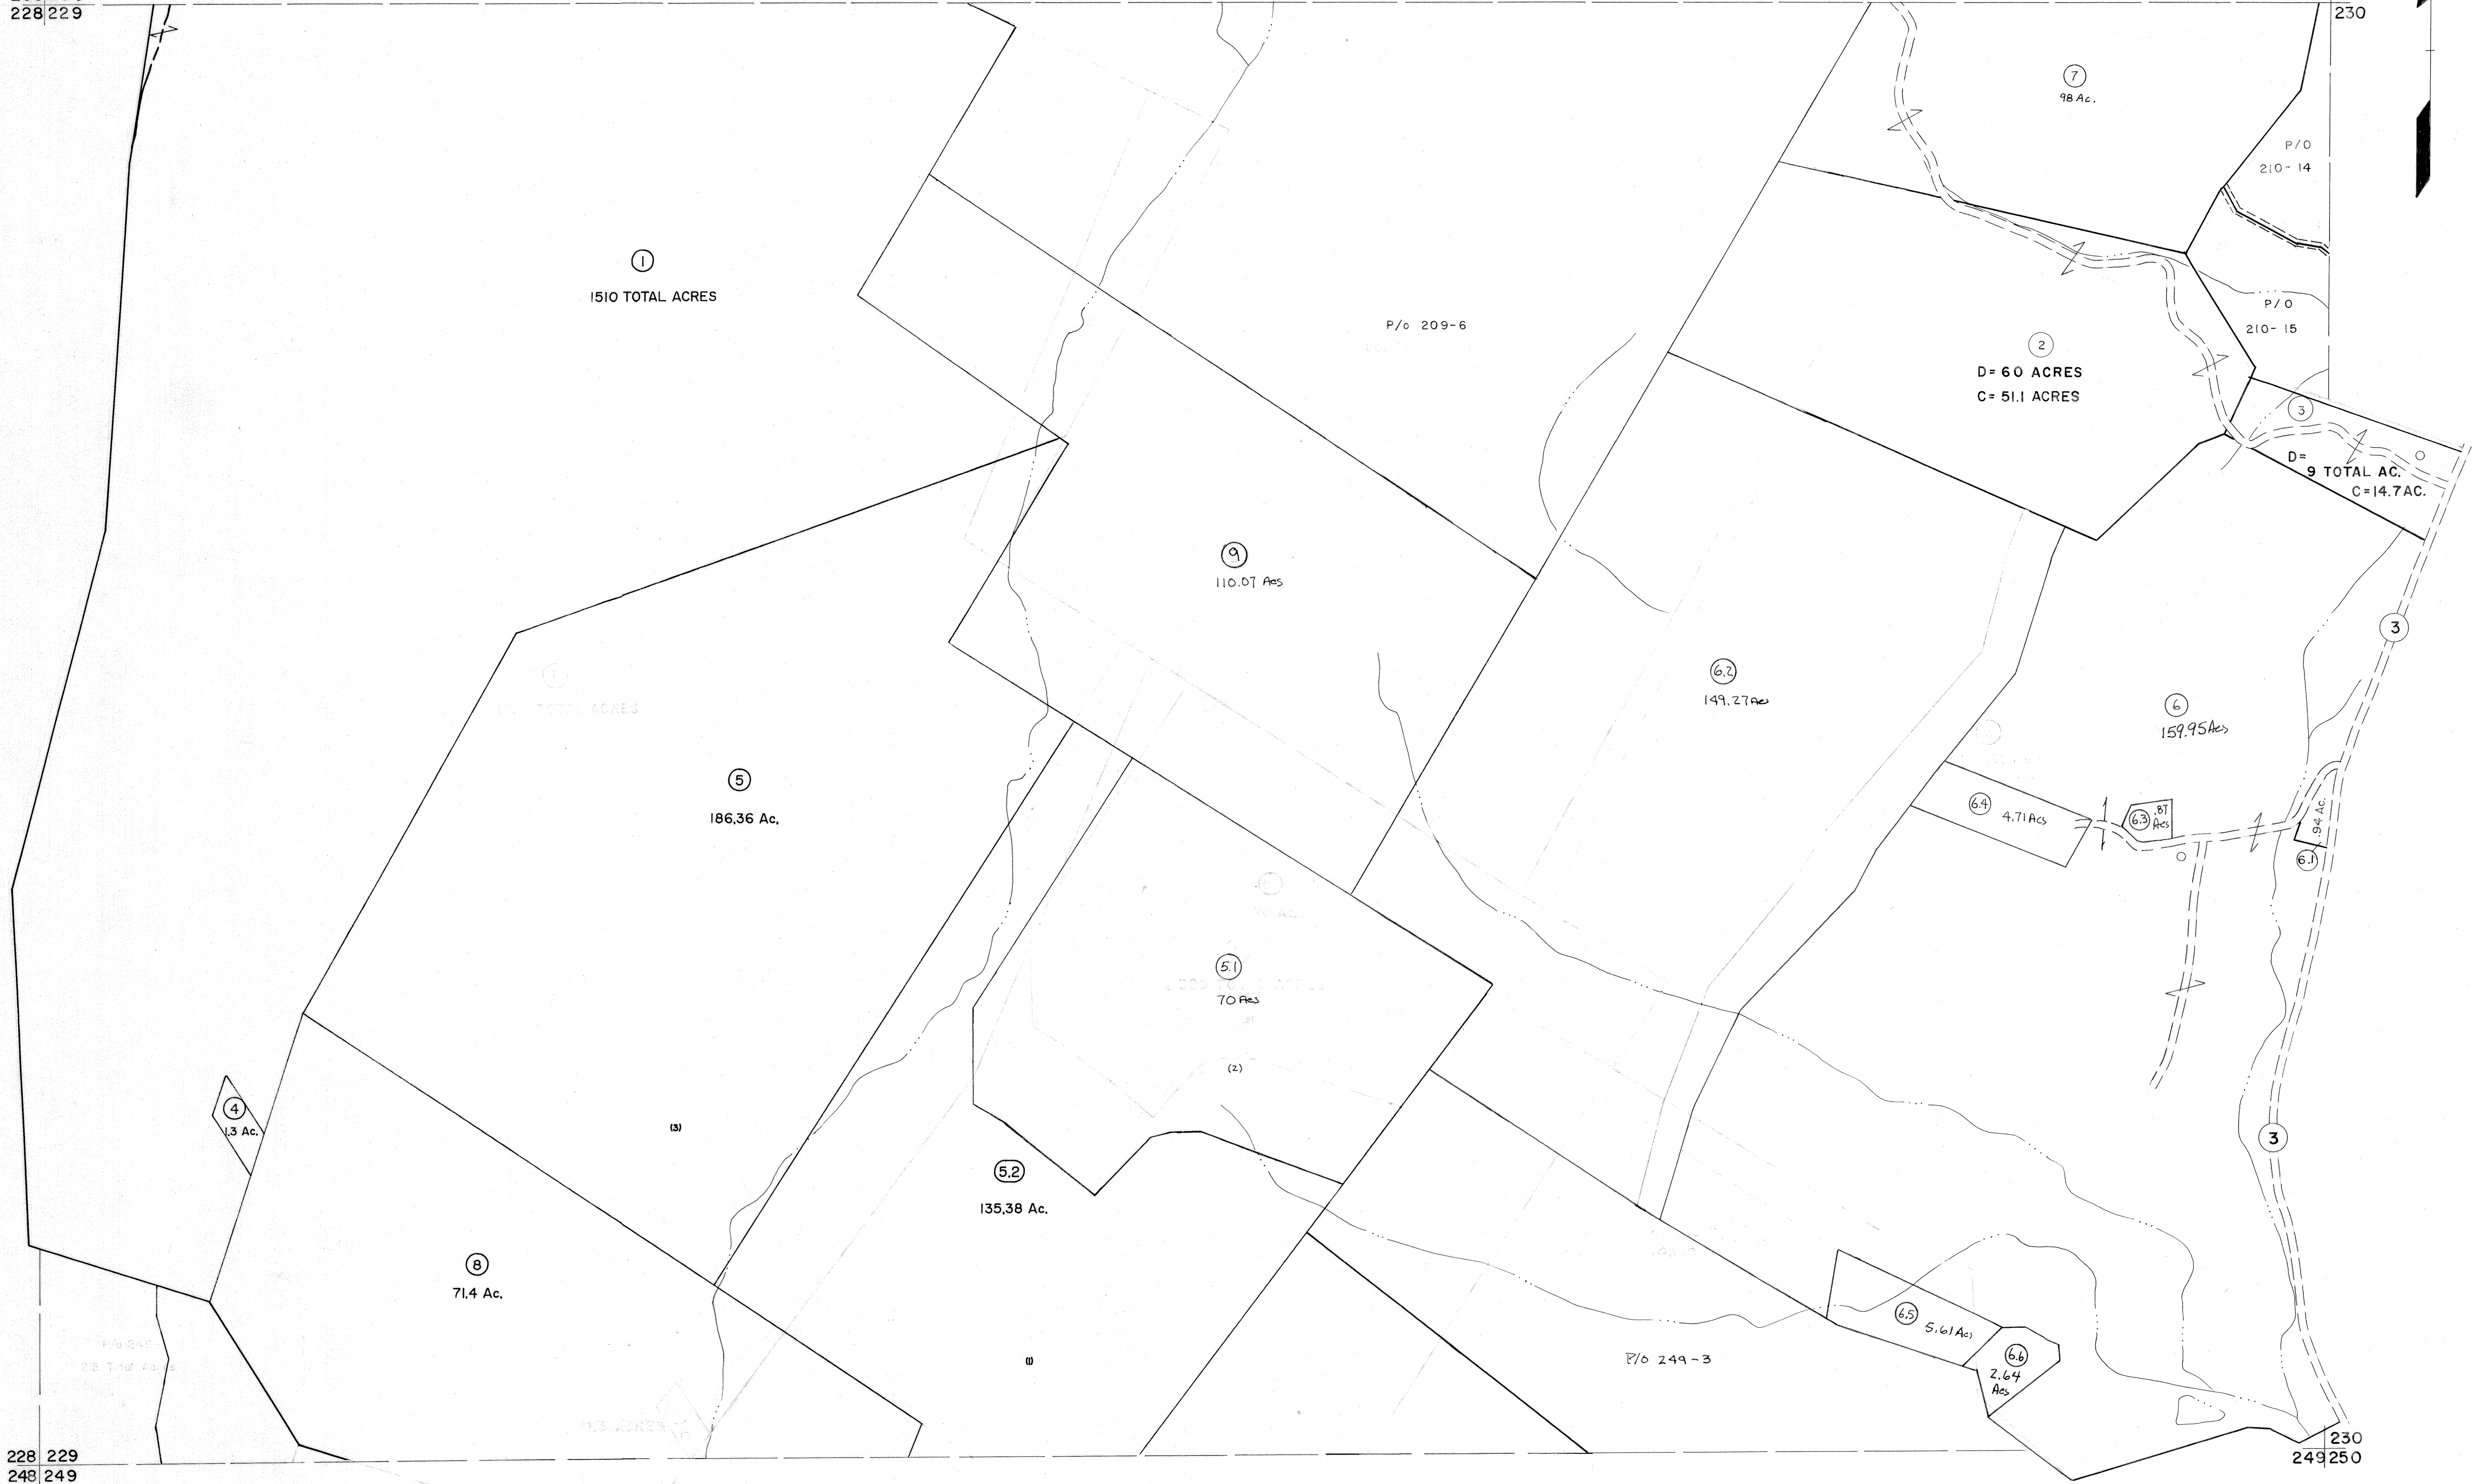 228 229
230
7
98 Ac.
P/O
210-14
1
1510 TOTAL ACRES
P/O
210-15
P/o 209-6
2
D= 60 ACRES
C= 51.1 ACRES
3
D=
9 TOTAL AC.
C=14.7AC.
9
110.07 Acs
3
6.2
149.27Acs
6
159.95Acs
TOTAL ACRES
5
186.36 Ac.
6.4
4.71Acs
6.3
.87
Acs
.94 Ac.
6.1
5.1
70 Acs
(2)
4
1.3 Ac.
(3)
3
5.2
135.38 Ac.
8
71.4 Ac.
6.5
5.61Acs
(1)
P/O 249-3
6.6
2.64
Acs
228 229
248 249
230
249 250